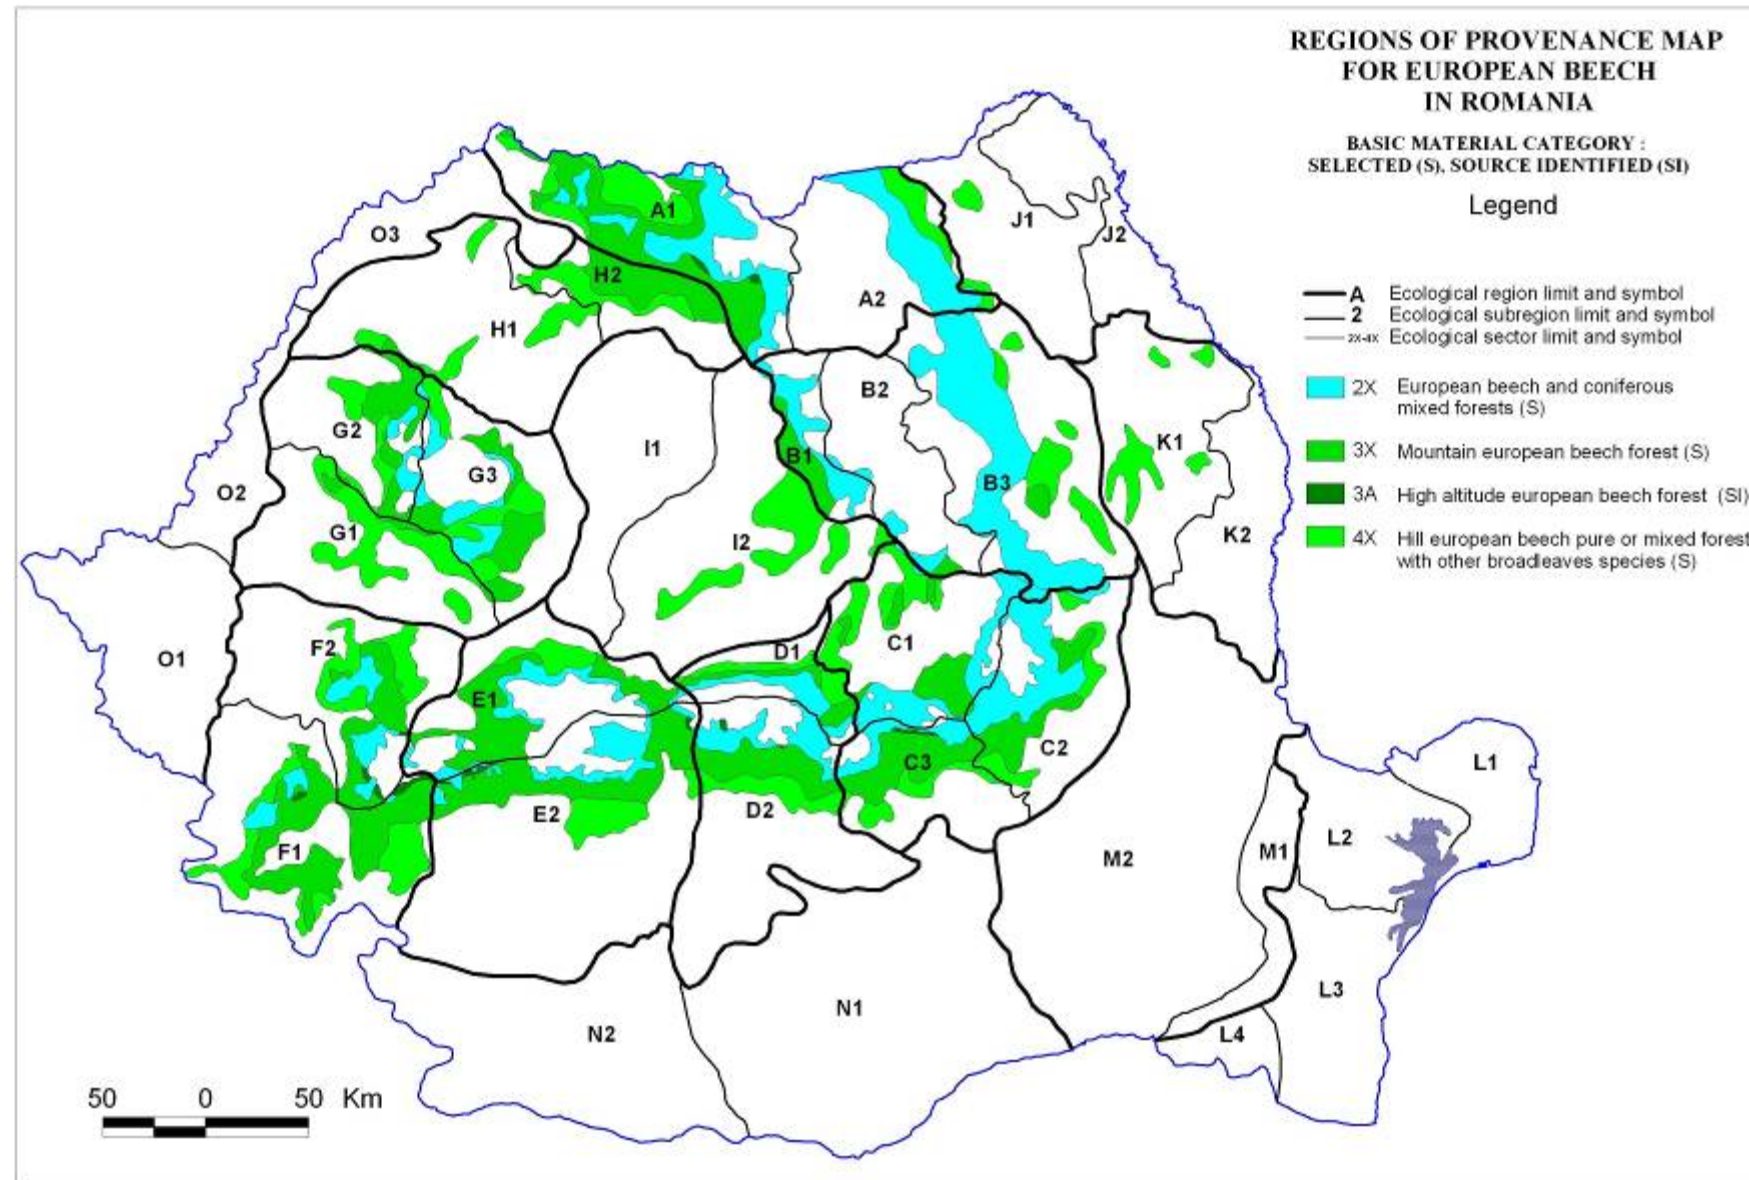 REGIONS OF PROVENANCE MAP
FOR EUROPEAN BEECH
IN ROMANIA
BASIC MATERIAL CATEGORY :
SELECTED (S), SOURCE IDENTIFIED (SI)
Legend
A Ecological region limit and symbol
2 Ecological subregion limit and symbol
2X-4X Ecological sector limit and symbol
2X European beech and coniferous
mixed forests (S)
3X Mountain european beech forest (S)
3A High altitude european beech forest (SI)
4X Hill european beech pure or mixed forest
with other broadleaves species (S)
A1
J1
O3
J2
H2
A2
H1
B2
G2
I1
K1
B1
G3
B3
O2
G1
I2
K2
C1
F2
D1
O1
E1
C2
C3
L1
D2
E2
L2
F1
M2
M1
L3
N1
N2
L4
50 0 50 Km